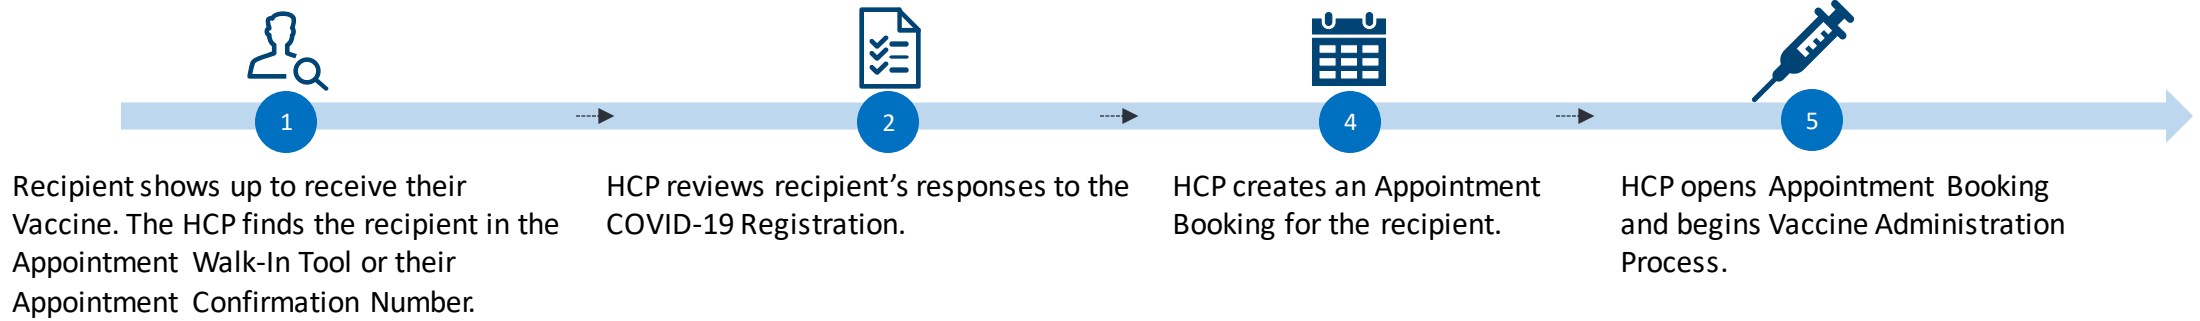 1
Recipient shows up to receive their
Vaccine. The HCP finds the recipient in the
Appointment Walk-In Tool or their
Appointment Confirmation Number.
2
HCP reviews recipient's responses to the
COVID-19 Registration.
4
HCP creates an Appointment
Booking for the recipient.
5
HCP opens Appointment Booking
and begins Vaccine Administration
Process.